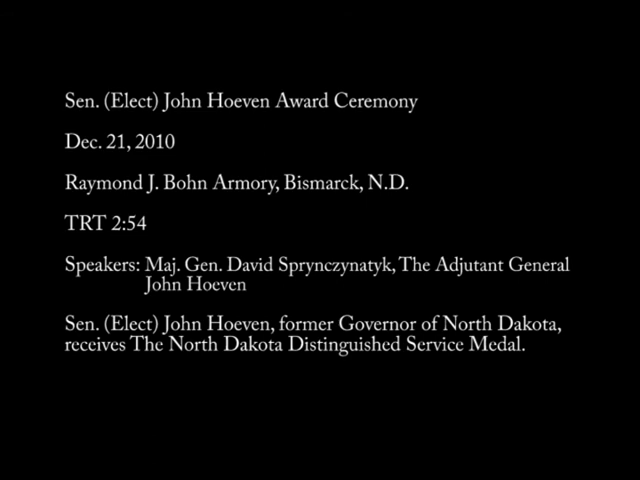 Sen. (Elect) John Hoeven Award Ceremony
Dec. 21, 2010
Raymond J. Bohn Armory, Bismarck, N.D.
TRT 2:54
Speakers: Maj. Gen. David Sprynczynatyk, The Adjutant General
John Hoeven
Sen. (Elect) John Hoeven, former Governor of North Dakota,
receives The North Dakota Distinguished Service Medal.